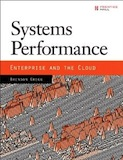 Systems
Performance
ENTERPRISE AND THE CLOUD
BRENDAN GREGG